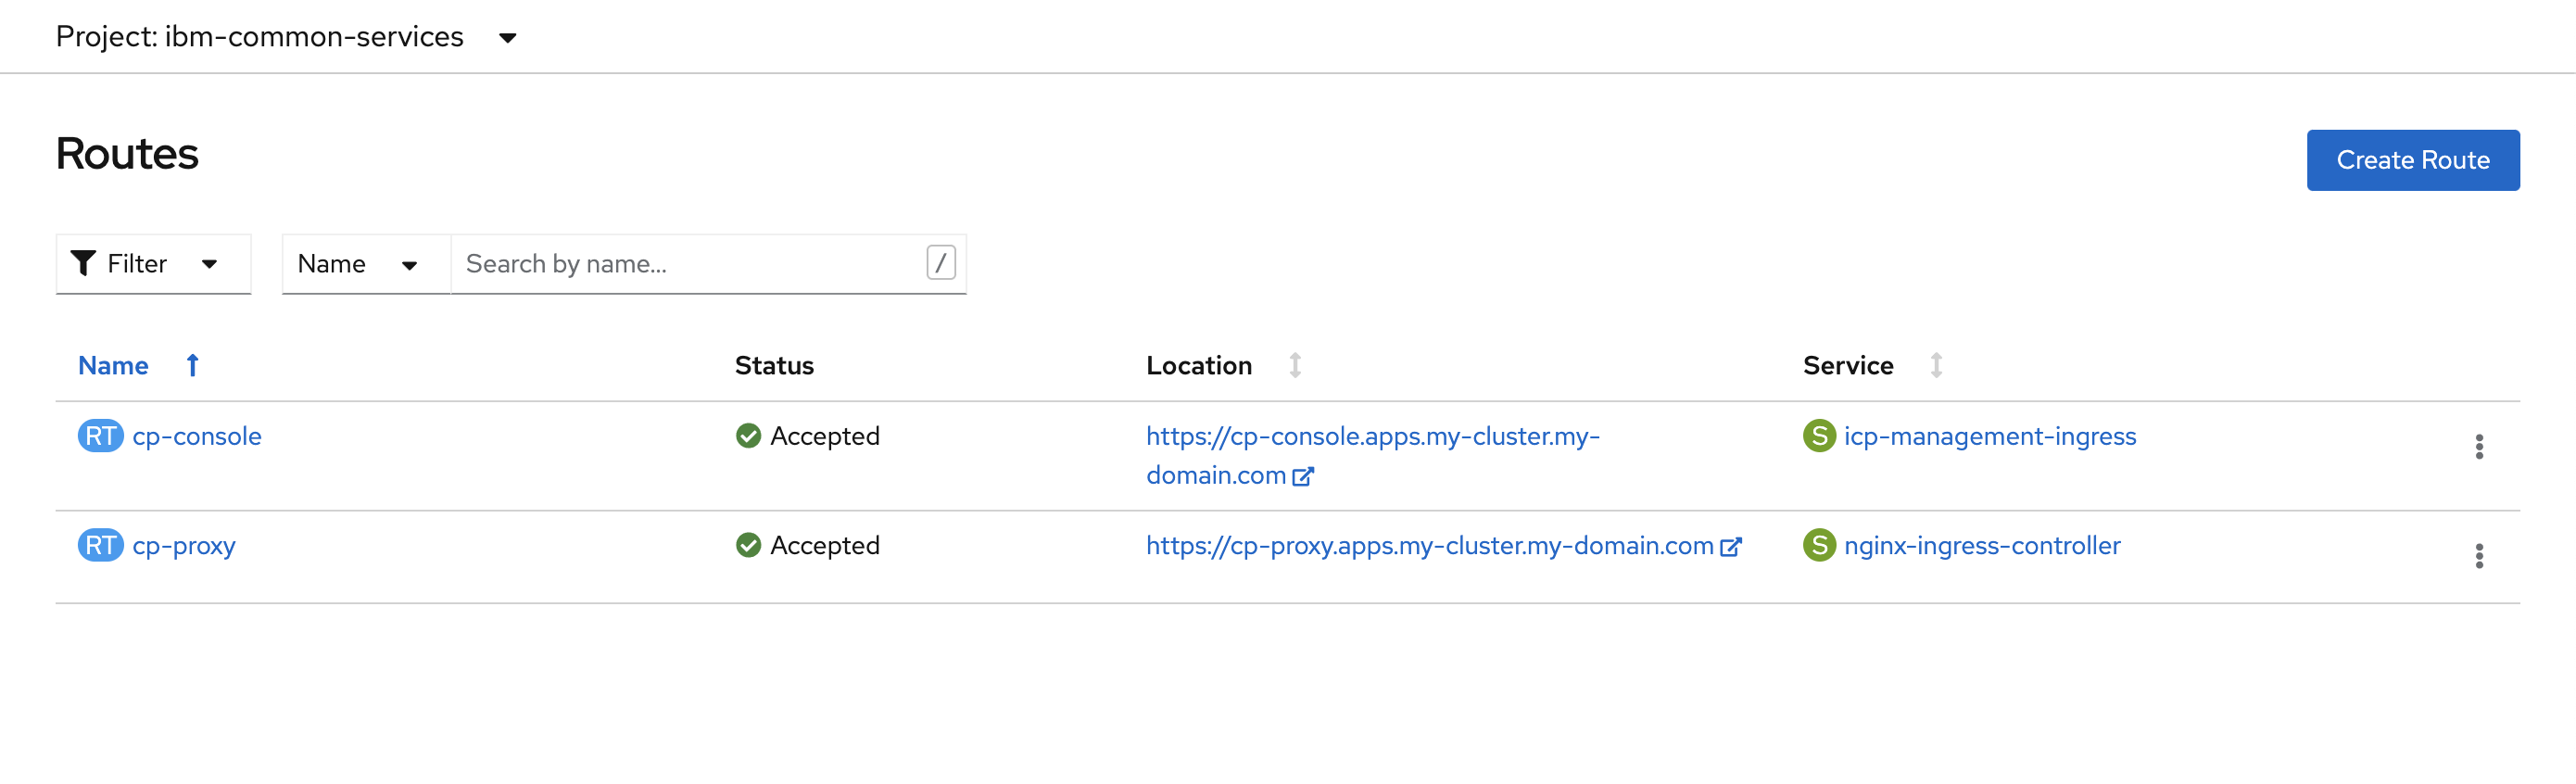 Project: ibm-common-services
Routes
Create Route
Filter
Name
Search by name...
/
Name Status Location Service
RT cp-console Accepted https://cp-console.apps.my-cluster.my- S icp-management-ingress
domain.com
RT cp-proxy Accepted https://cp-proxy.apps.my-cluster.my-domain.com S nginx-ingress-controller